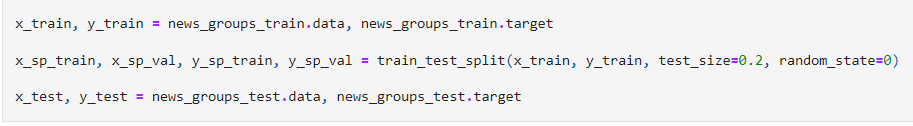 x_train, y_train = news_groups_train.data, news_groups_train.target
x_sp_train, x_sp_val, y_sp_train, y_sp_val = train_test_split(x_train, y_train, test_size=0.2, random_state=0)
x_test, y_test = news_groups_test.data, news_groups_test.target